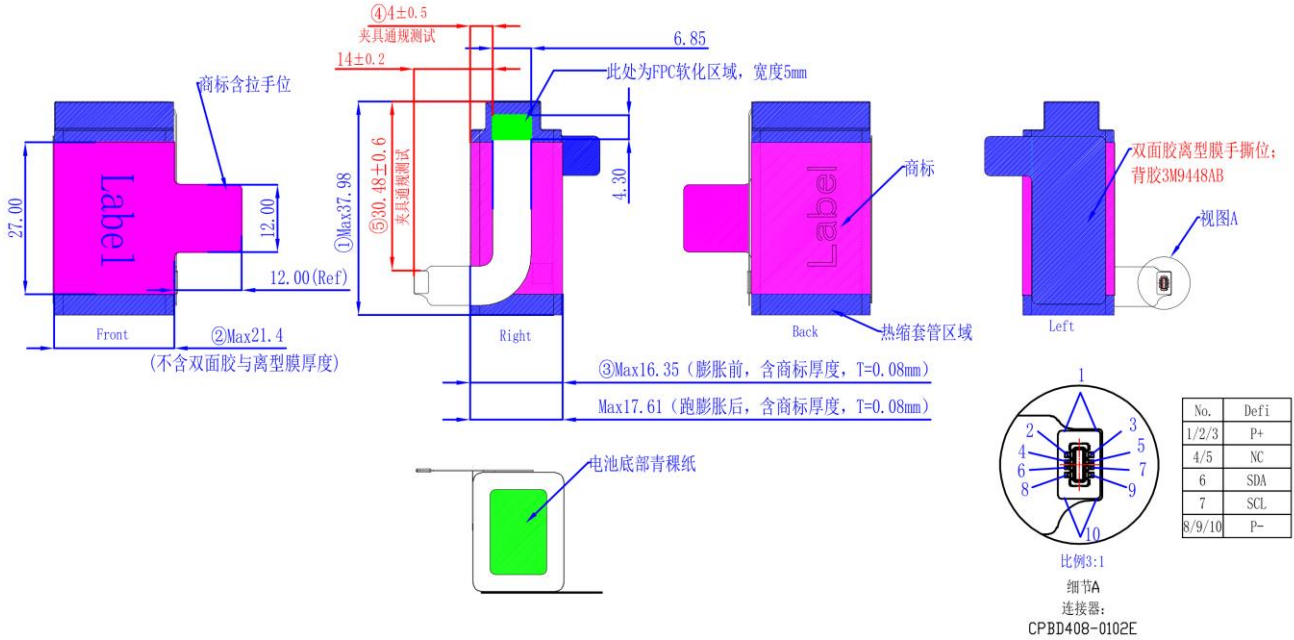 ④4±0.5
夹具通规测试
6.85
14±0.2
此处为FPC软化区域，宽度5mm
商标含拉手位
Label
27.00
12.00
12.00(Ref)
Front
②Max21.4
(不含双面胶与离型膜厚度)
①Max37.98
⑤30.48±0.6
夹具通规测试
4.30
Right
③Max16.35（膨胀前，含商标厚度，T=0.08mm）
Max17.61（跑膨胀后，含商标厚度，T=0.08mm）
商标
Label
Back
热缩套管区域
双面胶离型膜手撕位；
背胶3M9448AB
视图A
Left
电池底部青稞纸
1
2
3
4
5
6
7
8
9
10
比例3:1
细节A
连接器：
CPBD408-0102E
No. Defi
1/2/3 P+
4/5 NC
6 SDA
7 SCL
8/9/10 P-